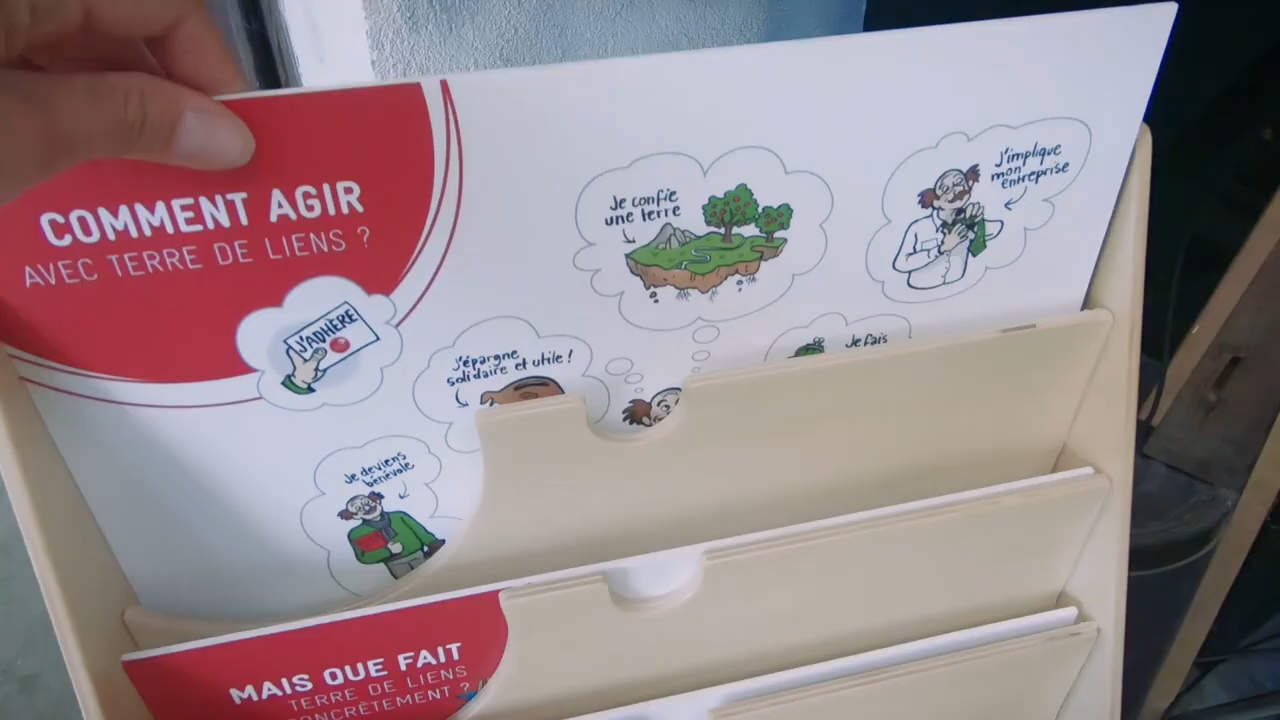 COMMENT AGIR
AVEC TERRE DE LIENS ?
J'ADHÈRE
J'épargne
solidaire et utile !
Je confie
une terre
J'implique
mon
entreprise
Je fais
Je deviens
bénévole
MAIS QUE FAIT
TERRE DE LIENS
CONCRÈTEMENT ?